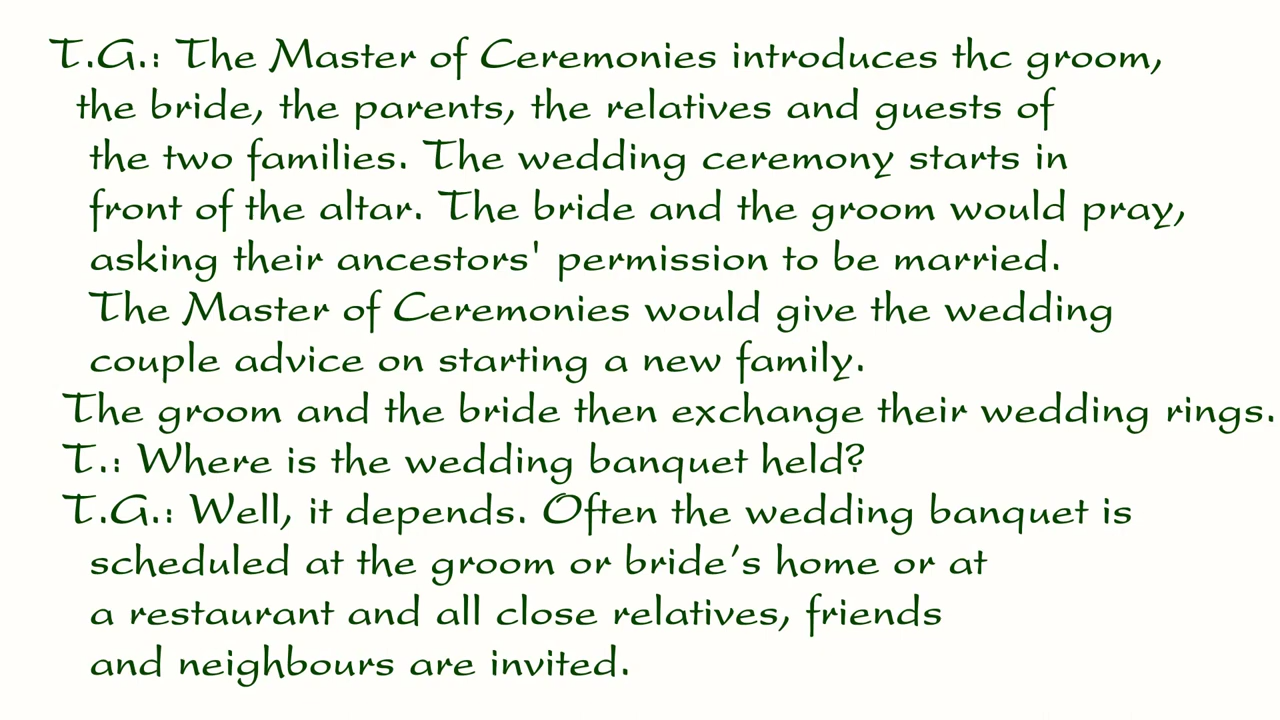 T.G.: The Master of Ceremonies introduces thc groom,
the bride, the parents, the relatives and guests of
the two families. The wedding ceremony starts in
front of the altar. The bride and the groom would pray,
asking their ancestors' permission to be married.
The Master of Ceremonies would give the wedding
couple advice on starting a new family.
The groom and the bride then exchange their wedding rings.
T.: Where is the wedding banquet held?
T.G.: Well, it depends. Often the wedding banquet is
scheduled at the groom or bride’s home or at
a restaurant and all close relatives, friends
and neighbours are invited.